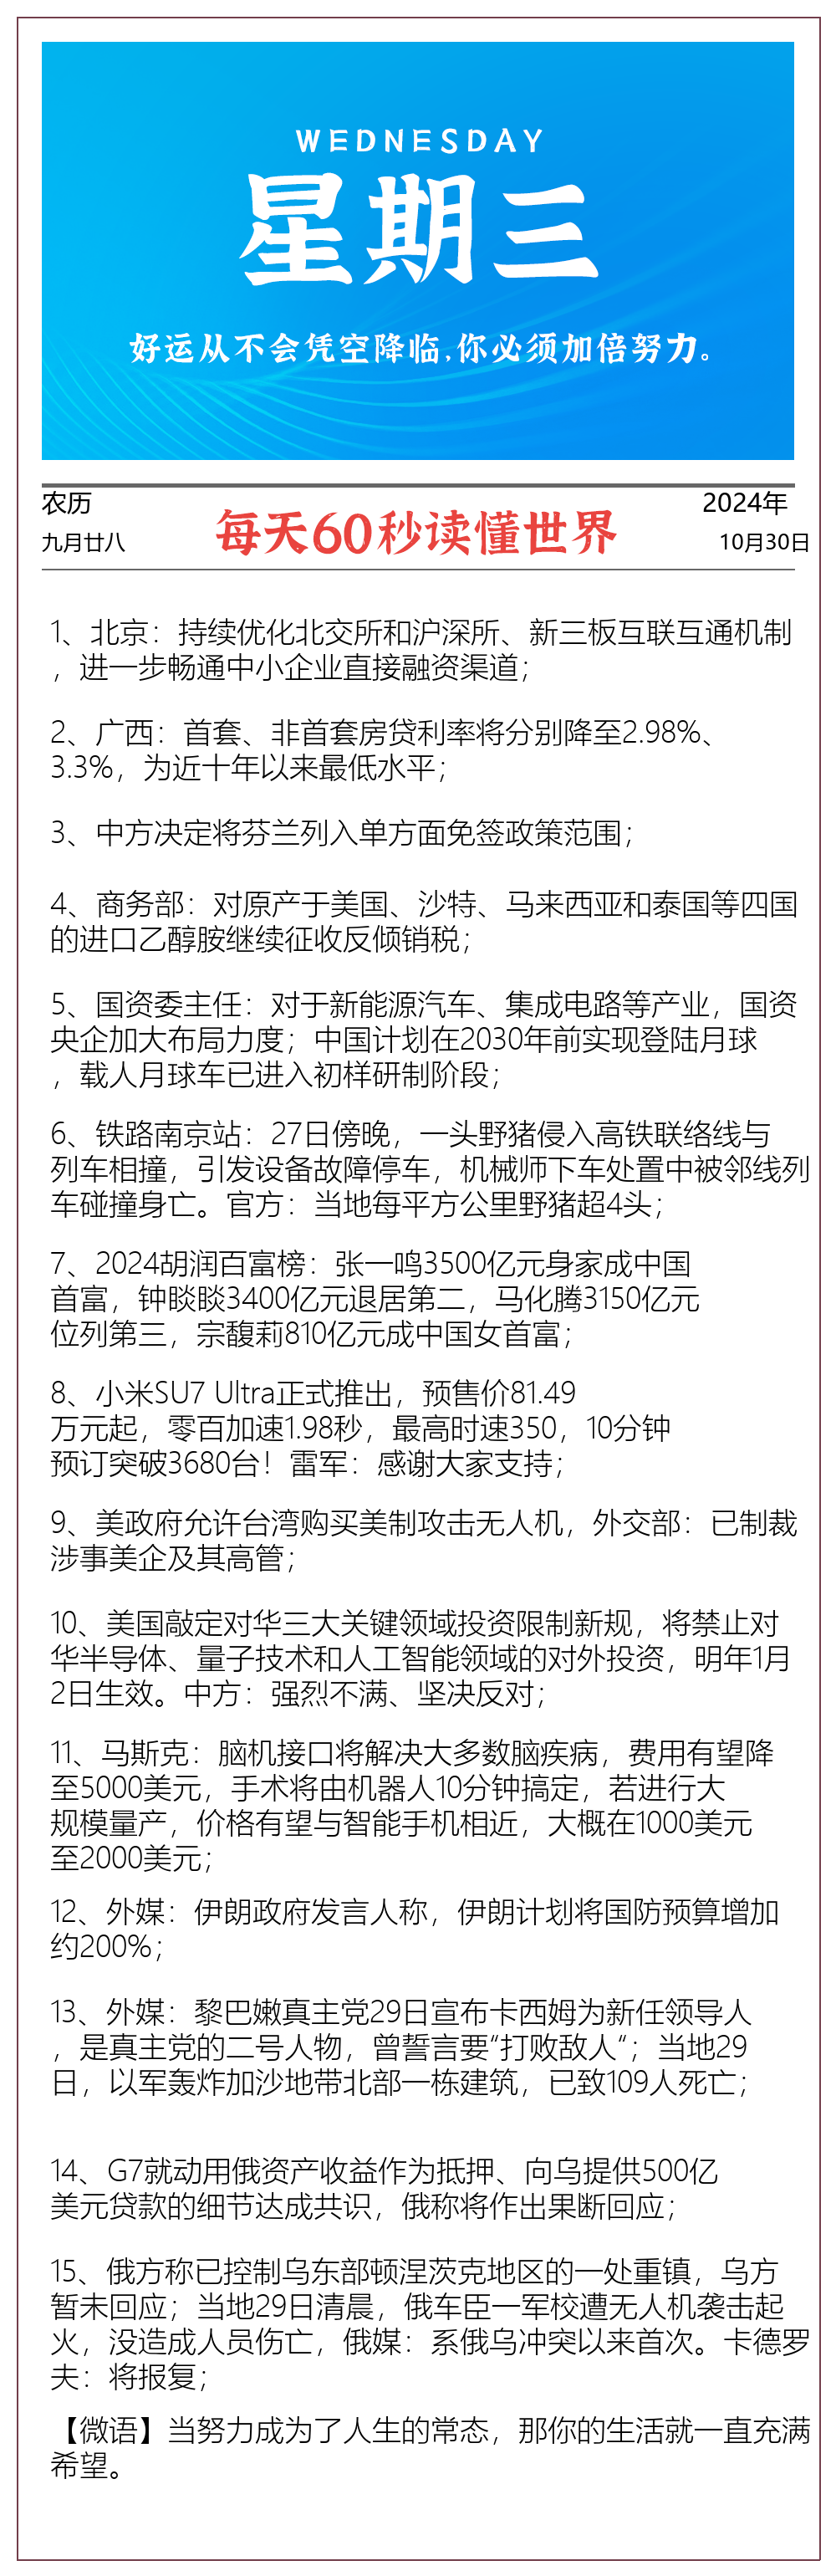 WEDNESDAY
星期三
好运从不会凭空降临,你必须加倍努力。
农历
九月廿八
每天60秒读懂世界
2024年
10月30日
1、北京：持续优化北交所和沪深所、新三板互联互通机制
，进一步畅通中小企业直接融资渠道；
2、广西：首套、非首套房贷利率将分别降至2.98%、
3.3%，为近十年以来最低水平；
3、中方决定将芬兰列入单方面免签政策范围；
4、商务部：对原产于美国、沙特、马来西亚和泰国等四国
的进口乙醇胺继续征收反倾销税；
5、国资委主任：对于新能源汽车、集成电路等产业，国资
央企加大布局力度；中国计划在2030年前实现登陆月球
，载人月球车已进入初样研制阶段；
6、铁路南京站：27日傍晚，一头野猪侵入高铁联络线与
列车相撞，引发设备故障停车，机械师下车处置中被邻线列
车碰撞身亡。官方：当地每平方公里野猪超4头；
7、2024胡润百富榜：张一鸣3500亿元身家成中国
首富，钟睒睒3400亿元退居第二，马化腾3150亿元
位列第三，宗馥莉810亿元成中国女首富；
8、小米SU7 Ultra正式推出，预售价81.49
万元起，零百加速1.98秒，最高时速350，10分钟
预订突破3680台！雷军：感谢大家支持；
9、美政府允许台湾购买美制攻击无人机，外交部：已制裁
涉事美企及其高管；
10、美国敲定对华三大关键领域投资限制新规，将禁止对
华半导体、量子技术和人工智能领域的对外投资，明年1月
2日生效。中方：强烈不满、坚决反对；
11、马斯克：脑机接口将解决大多数脑疾病，费用有望降
至5000美元，手术将由机器人10分钟搞定，若进行大
规模量产，价格有望与智能手机相近，大概在1000美元
至2000美元；
12、外媒：伊朗政府发言人称，伊朗计划将国防预算增加
约200%；
13、外媒：黎巴嫩真主党29日宣布卡西姆为新任领导人
，是真主党的二号人物，曾誓言要“打败敌人“；当地29
日，以军轰炸加沙地带北部一栋建筑，已致109人死亡；
14、G7就动用俄资产收益作为抵押、向乌提供500亿
美元贷款的细节达成共识，俄称将作出果断回应；
15、俄方称已控制乌东部顿涅茨克地区的一处重镇，乌方
暂未回应；当地29日清晨，俄车臣一军校遭无人机袭击起
火，没造成人员伤亡，俄媒：系俄乌冲突以来首次。卡德罗
夫：将报复；
【微语】当努力成为了人生的常态，那你的生活就一直充满
希望。